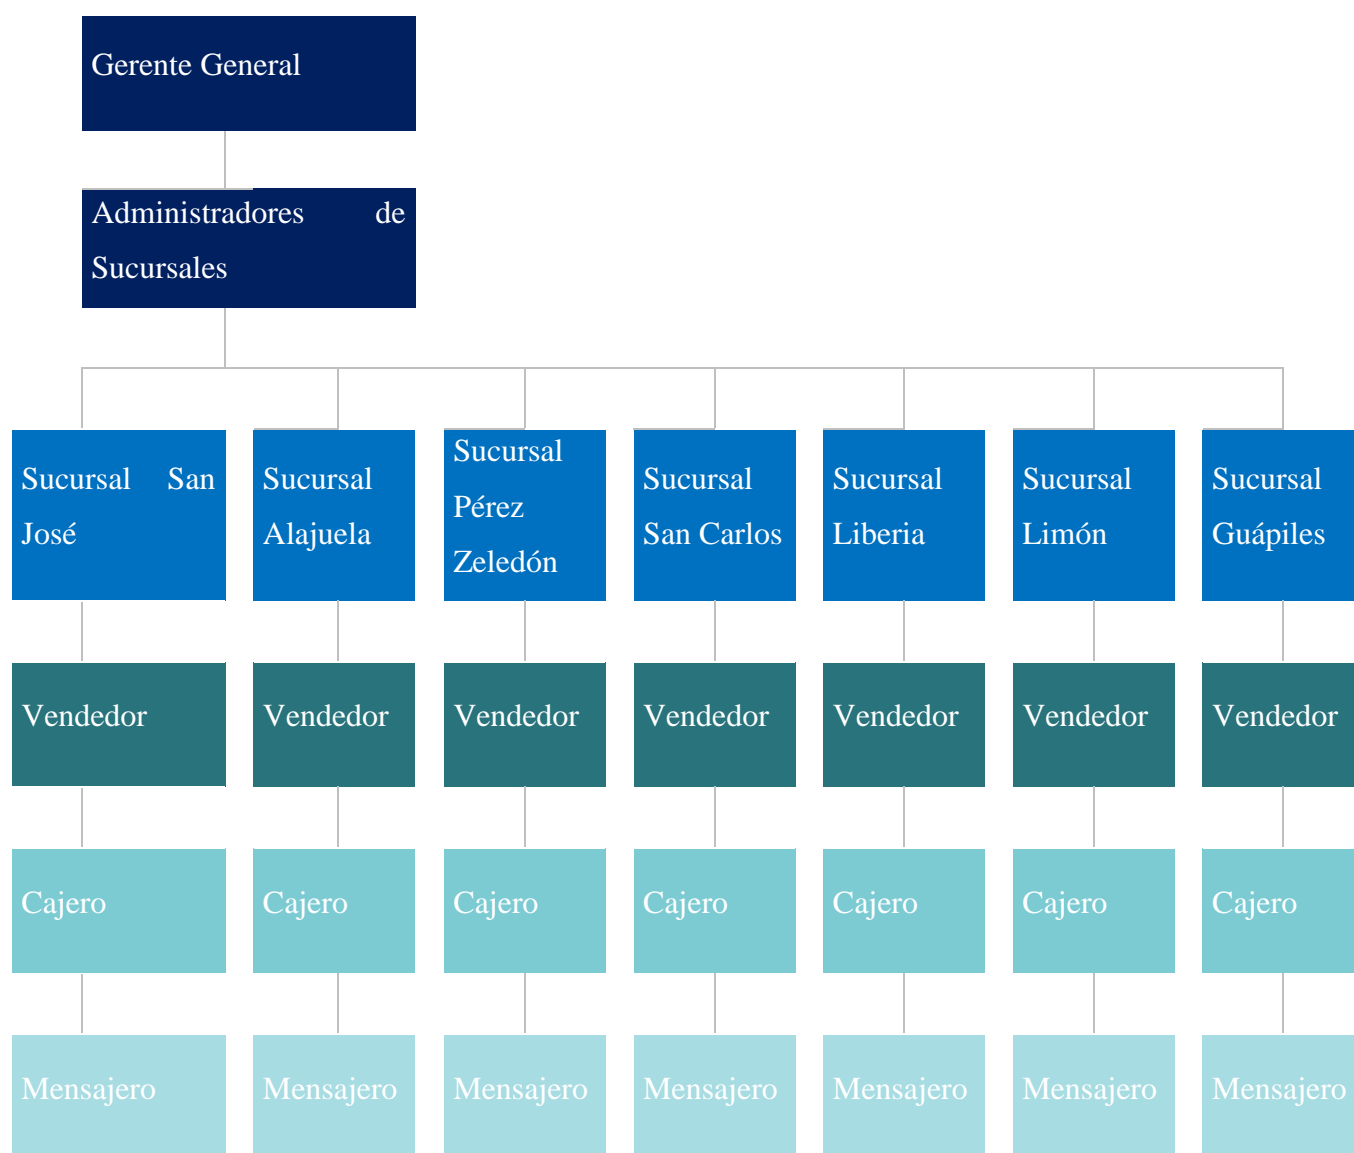 Gerente General
Administradores de
Sucursales
Sucursal San
José
Sucursal
Alajuela
Sucursal
Pérez
Zeledón
Sucursal
San Carlos
Sucursal
Liberia
Sucursal
Limón
Sucursal
Guápiles
Vendedor
Vendedor
Vendedor
Vendedor
Vendedor
Vendedor
Vendedor
Cajero
Cajero
Cajero
Cajero
Cajero
Cajero
Cajero
Mensajero
Mensajero
Mensajero
Mensajero
Mensajero
Mensajero
Mensajero